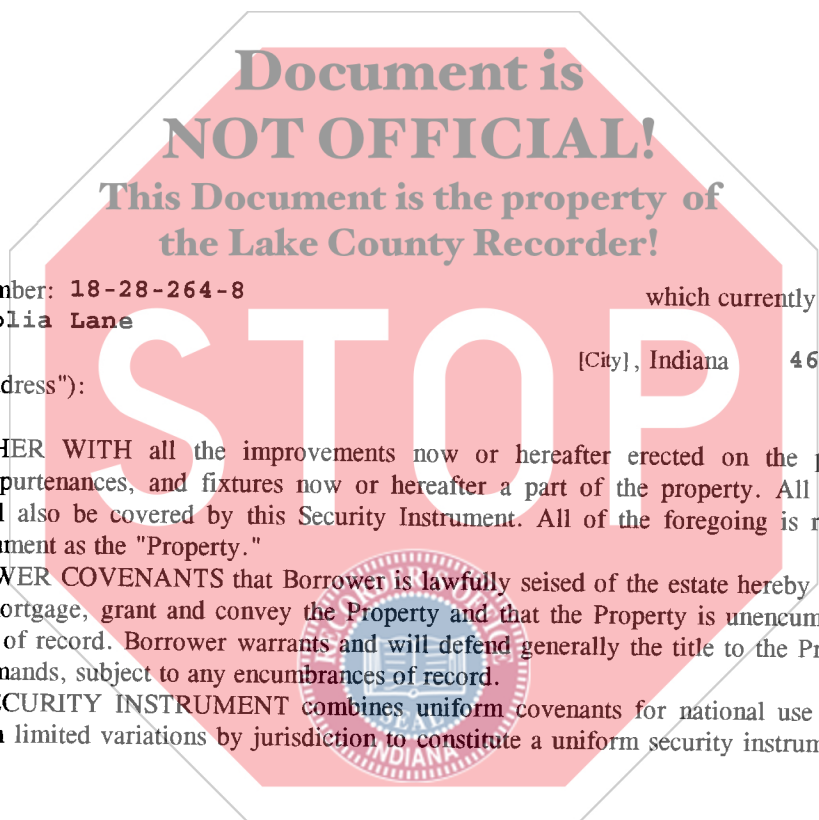 Document is
NOT OFFICIAL!
This Document is the property of
the Lake County Recorder!
mber: 18-28-264-8 which currently
olia Lane
[City], Indiana 46
dress"):
STOP
HER WITH all the improvements now or hereafter erected on the
purtenances, and fixtures now or hereafter a part of the property. All
l also be covered by this Security Instrument. All of the foregoing is r
ument as the "Property."
WER COVENANTS that Borrower is lawfully seised of the estate hereby
ortgage, grant and convey the Property and that the Property is unencum
of record. Borrower warrants and will defend generally the title to the Pr
mands, subject to any encumbrances of record.
CURITY INSTRUMENT combines uniform covenants for national use
limited variations by jurisdiction to constitute a uniform security instrum
SEAL
INDIANA